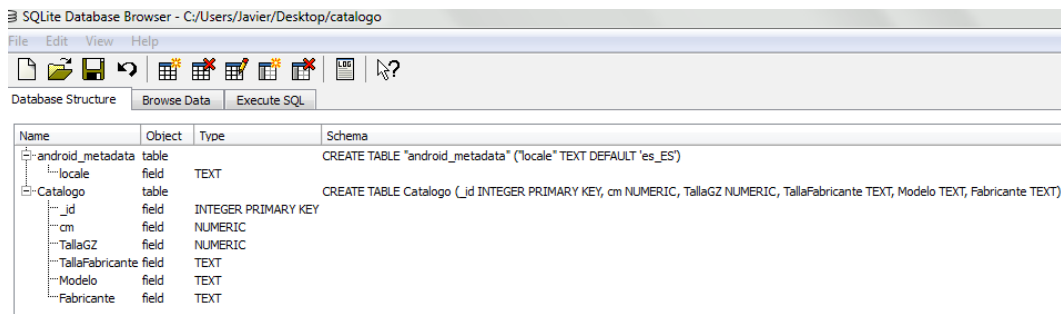 SQLite Database Browser - C:/Users/Javier/Desktop/catalogo
File Edit View Help
LOG ?
Database Structure Browse Data Execute SQL
Name Object Type Schema
android_metadata table CREATE TABLE "android_metadata" ("locale" TEXT DEFAULT 'es_ES')
locale field TEXT
Catalogo table CREATE TABLE Catalogo (_id INTEGER PRIMARY KEY, cm NUMERIC, TallaGZ NUMERIC, TallaFabricante TEXT, Modelo TEXT, Fabricante TEXT)
_id field INTEGER PRIMARY KEY
cm field NUMERIC
TallaGZ field NUMERIC
TallaFabricante field TEXT
Modelo field TEXT
Fabricante field TEXT